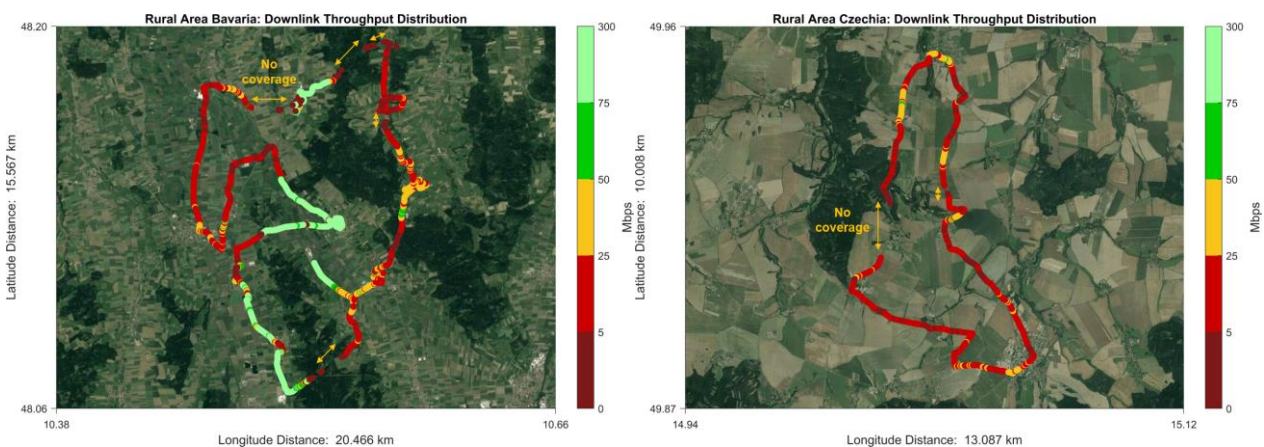 Rural Area Bavaria: Downlink Throughput Distribution
48.20
No
coverage
Latitude Distance: 15.567 km
48.06
10.38
10.66
Longitude Distance: 20.466 km
300
75
50
25
5
0
Mbps
Rural Area Czechia: Downlink Throughput Distribution
49.96
No
coverage
Latitude Distance: 10.008 km
49.87
14.94
15.12
Longitude Distance: 13.087 km
300
75
50
25
5
0
Mbps